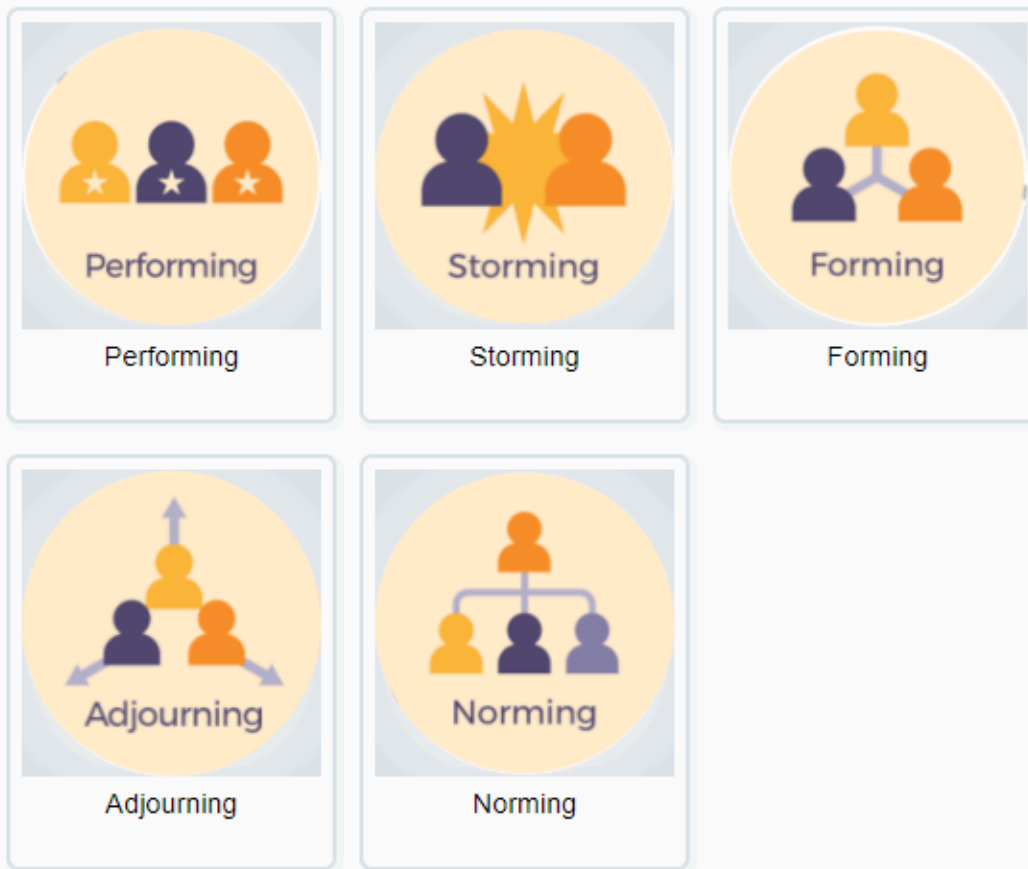 Performing
Storming
Forming
Performing
Storming
Forming
Adjourning
Norming
Adjourning
Norming